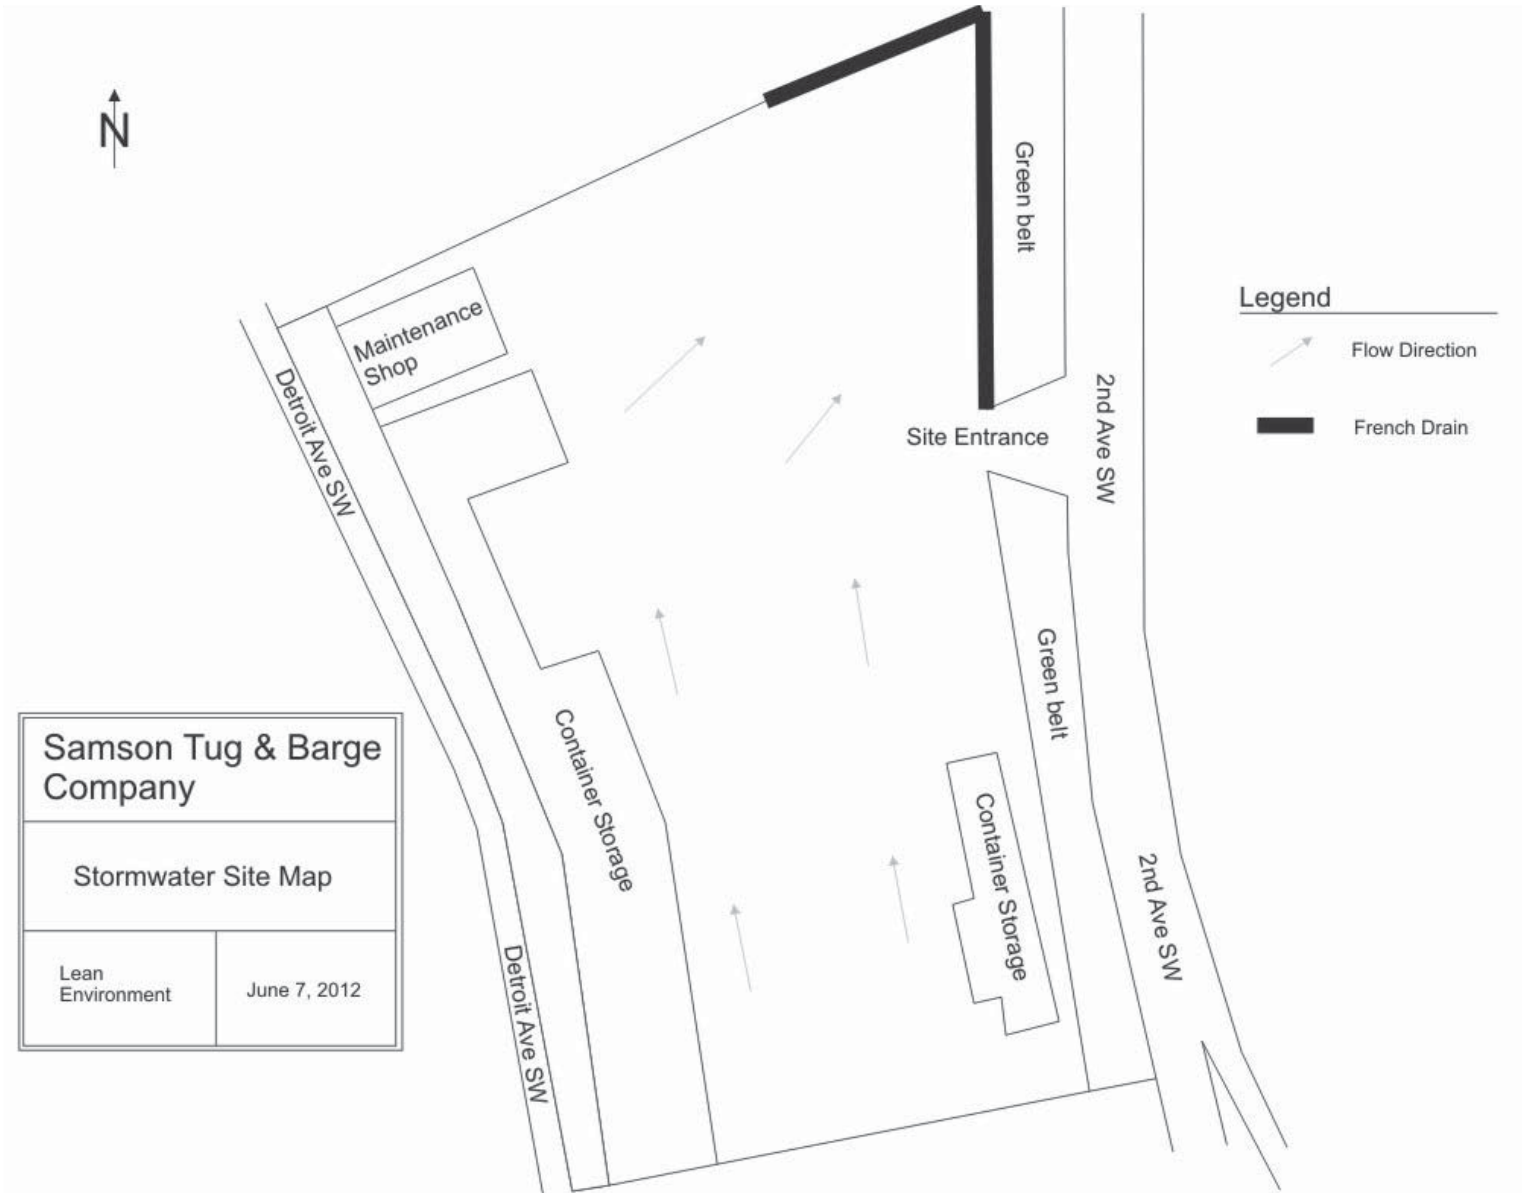 N
Green belt
Legend
Flow Direction
French Drain
Maintenance
Shop
Detroit Ave SW
2nd Ave SW
Site Entrance
Green belt
Container Storage
Container Storage
2nd Ave SW
Detroit Ave SW
Samson Tug & Barge
Company
Stormwater Site Map
Lean
Environment
June 7, 2012